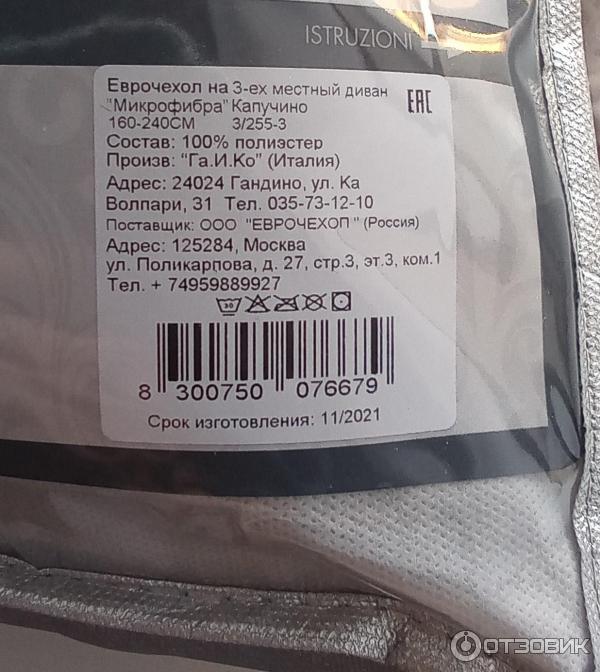 ISTRUZIONI
Еврочехол на 3-ех местный диван
"Микрофибра" Капучино
EAC
160-240СМ 3/255-3
Состав: 100% полиэстер
Произв: "Га.И.Ко" (Италия)
Адрес: 24024 Гандино, ул. Ка
Волпари, 31 Тел. 035-73-12-10
Поставщик: ООО "ЕВРОЧЕХОП" (Россия)
Адрес: 125284, Москва
ул. Поликарпова, д. 27, стр.3, эт.3, ком.1
Тел. + 74959889927
30
8 300750 076679
Срок изготовления: 11/2021
ОТЗОВИК